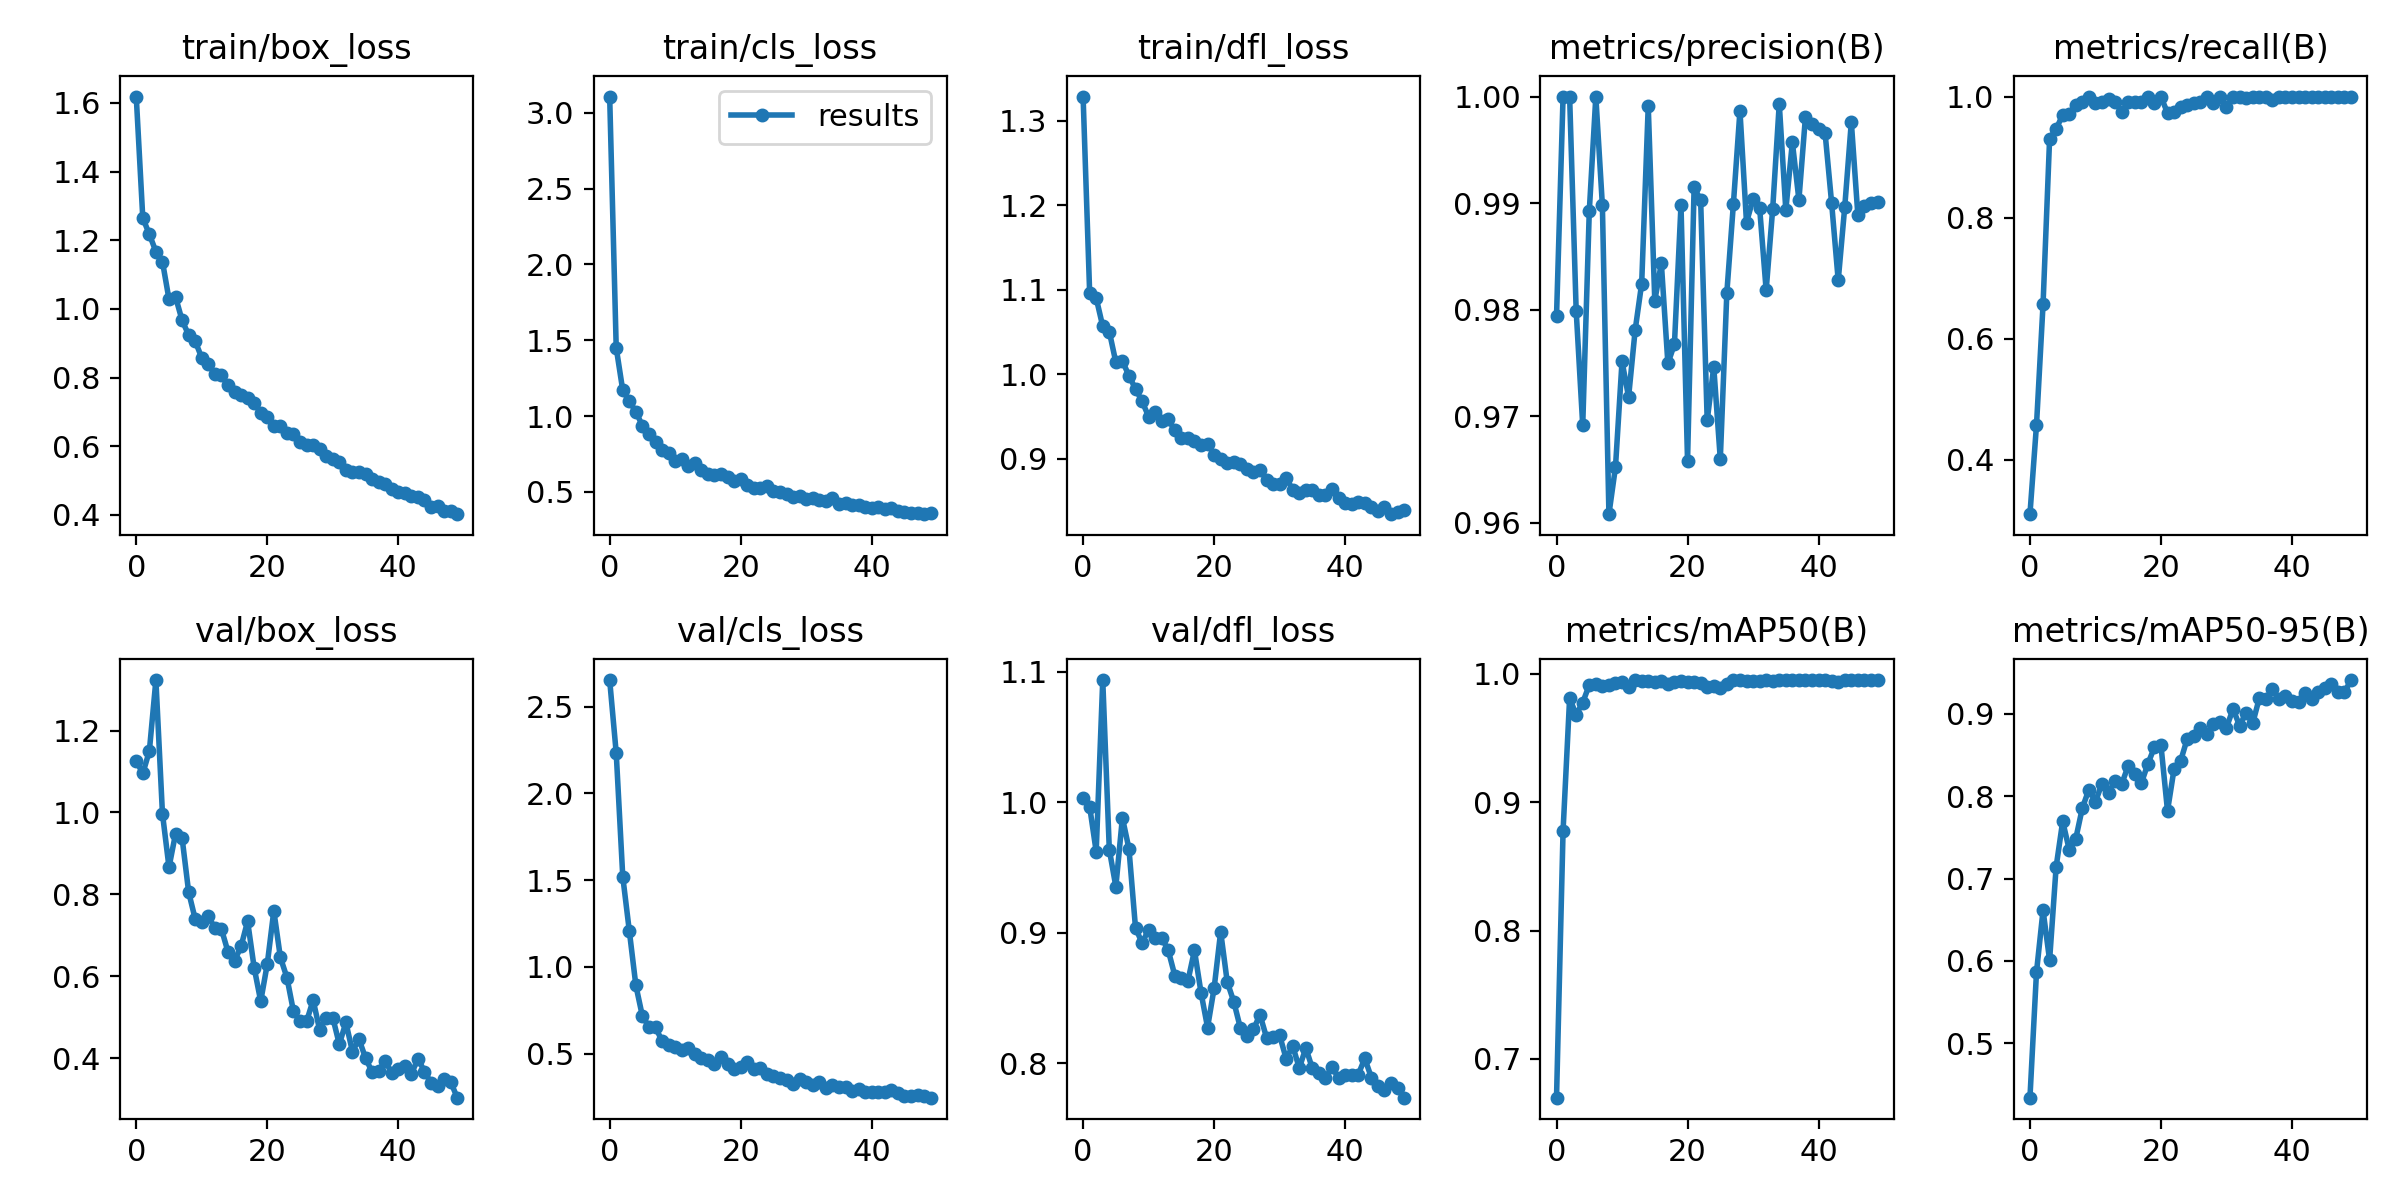 train/box_loss
1.6
1.4
1.2
1.0
0.8
0.6
0.4
0 20 40
train/cls_loss
results
3.0
2.5
2.0
1.5
1.0
0.5
0 20 40
train/dfl_loss
1.3
1.2
1.1
1.0
0.9
0 20 40
metrics/precision(B)
1.00
0.99
0.98
0.97
0.96
0 20 40
metrics/recall(B)
1.0
0.8
0.6
0.4
0 20 40
val/box_loss
1.2
1.0
0.8
0.6
0.4
0 20 40
val/cls_loss
2.5
2.0
1.5
1.0
0.5
0 20 40
val/dfl_loss
1.1
1.0
0.9
0.8
0 20 40
metrics/mAP50(B)
1.0
0.9
0.8
0.7
0 20 40
metrics/mAP50-95(B)
0.9
0.8
0.7
0.6
0.5
0 20 40